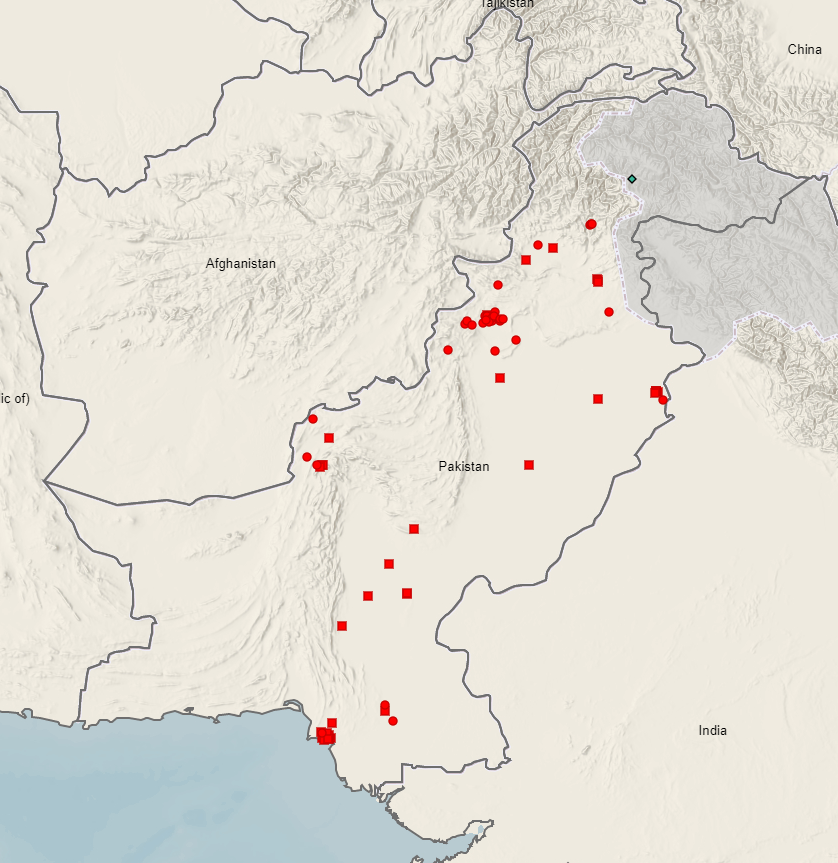 Tajikistan
China
Afghanistan
ic of)
Pakistan
India